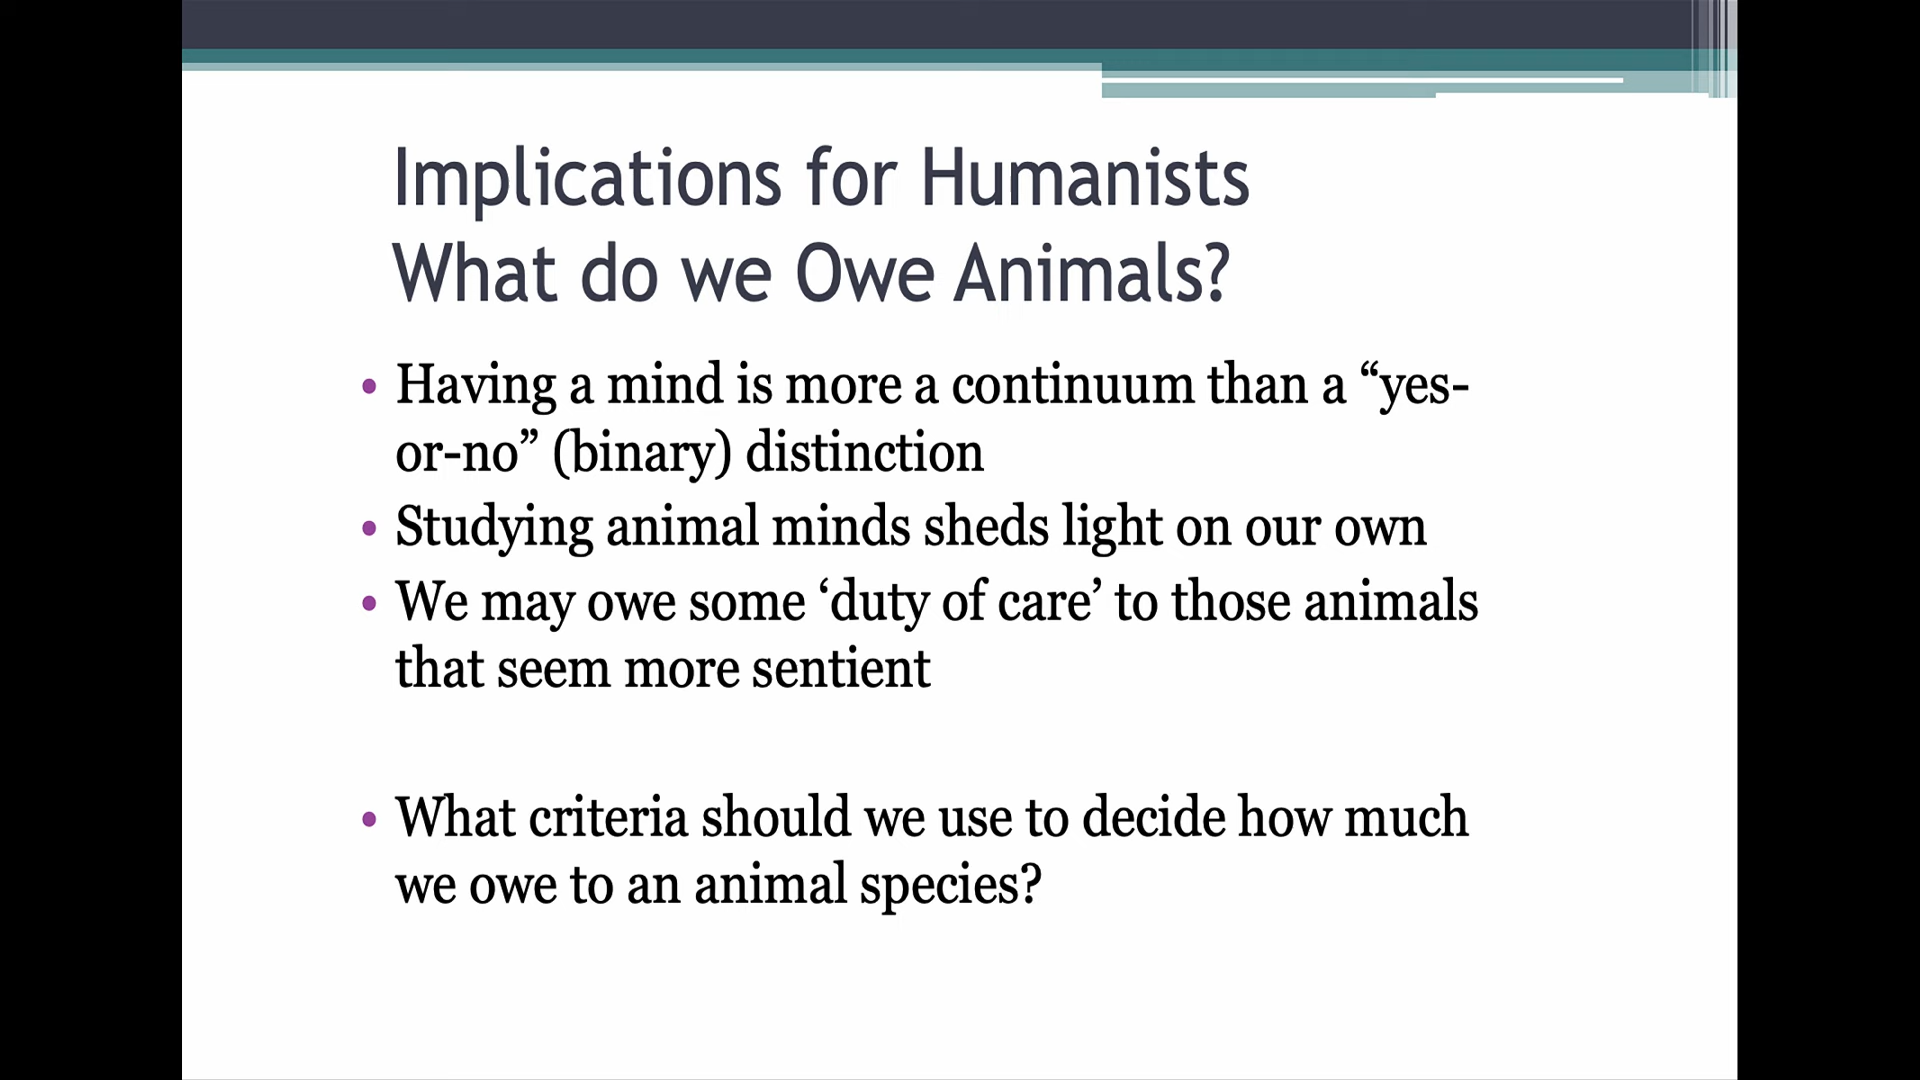 Implications for Humanists
What do we Owe Animals?
• Having a mind is more a continuum than a “yes-
or-no” (binary) distinction
• Studying animal minds sheds light on our own
• We may owe some ‘duty of care’ to those animals
that seem more sentient
• What criteria should we use to decide how much
we owe to an animal species?